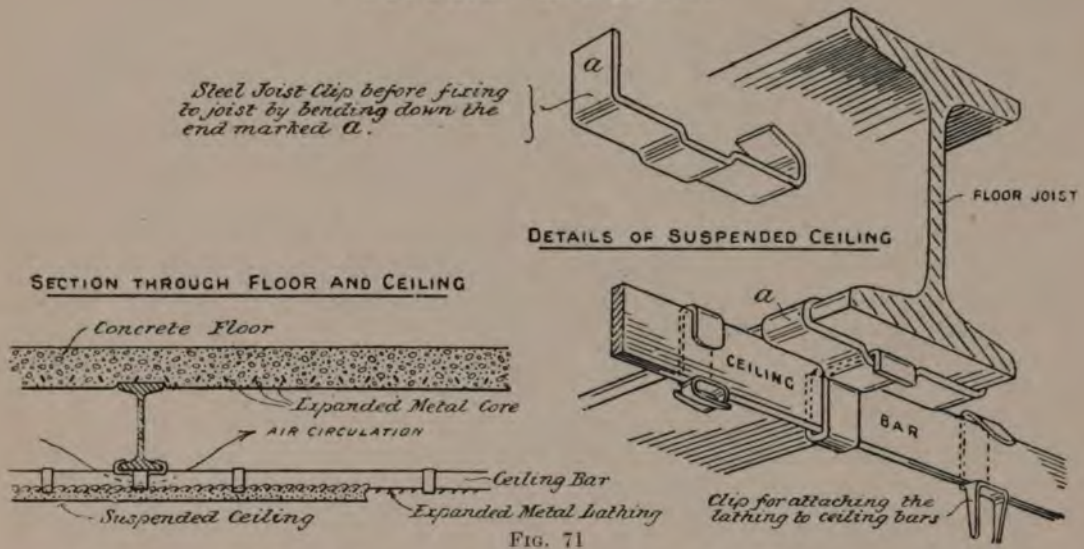 Steel Joist Clip before fixing
to joist by bending down the
end marked a.
a
FLOOR JOIST
DETAILS OF SUSPENDED CEILING
SECTION THROUGH FLOOR AND CEILING
Concrete Floor
Expanded Metal Core
AIR CIRCULATION
Ceiling Bar
Suspended Ceiling
Expanded Metal Lathing
a
CEILING
BAR
Clip for attaching the
lathing to ceiling bars
FIG. 71